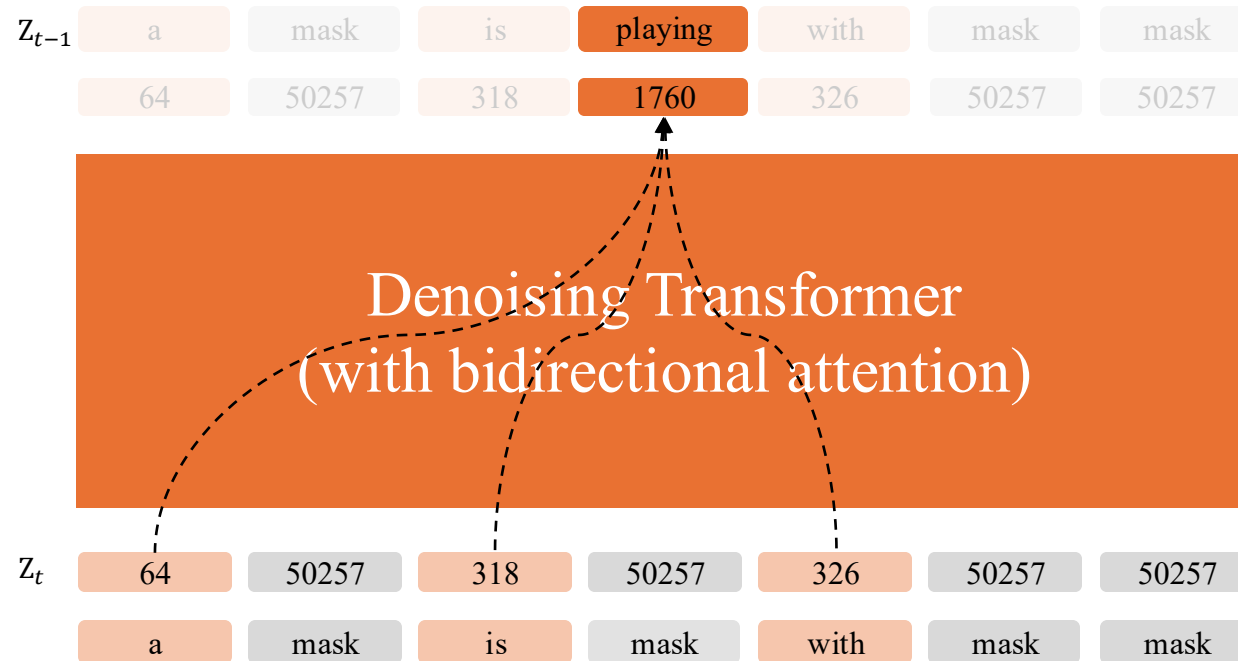 Z_{t−1} a mask is playing with mask mask
64 50257 318 1760 326 50257 50257
Denoising Transformer
(with bidirectional attention)
Z_t 64 50257 318 50257 326 50257 50257
a mask is mask with mask mask